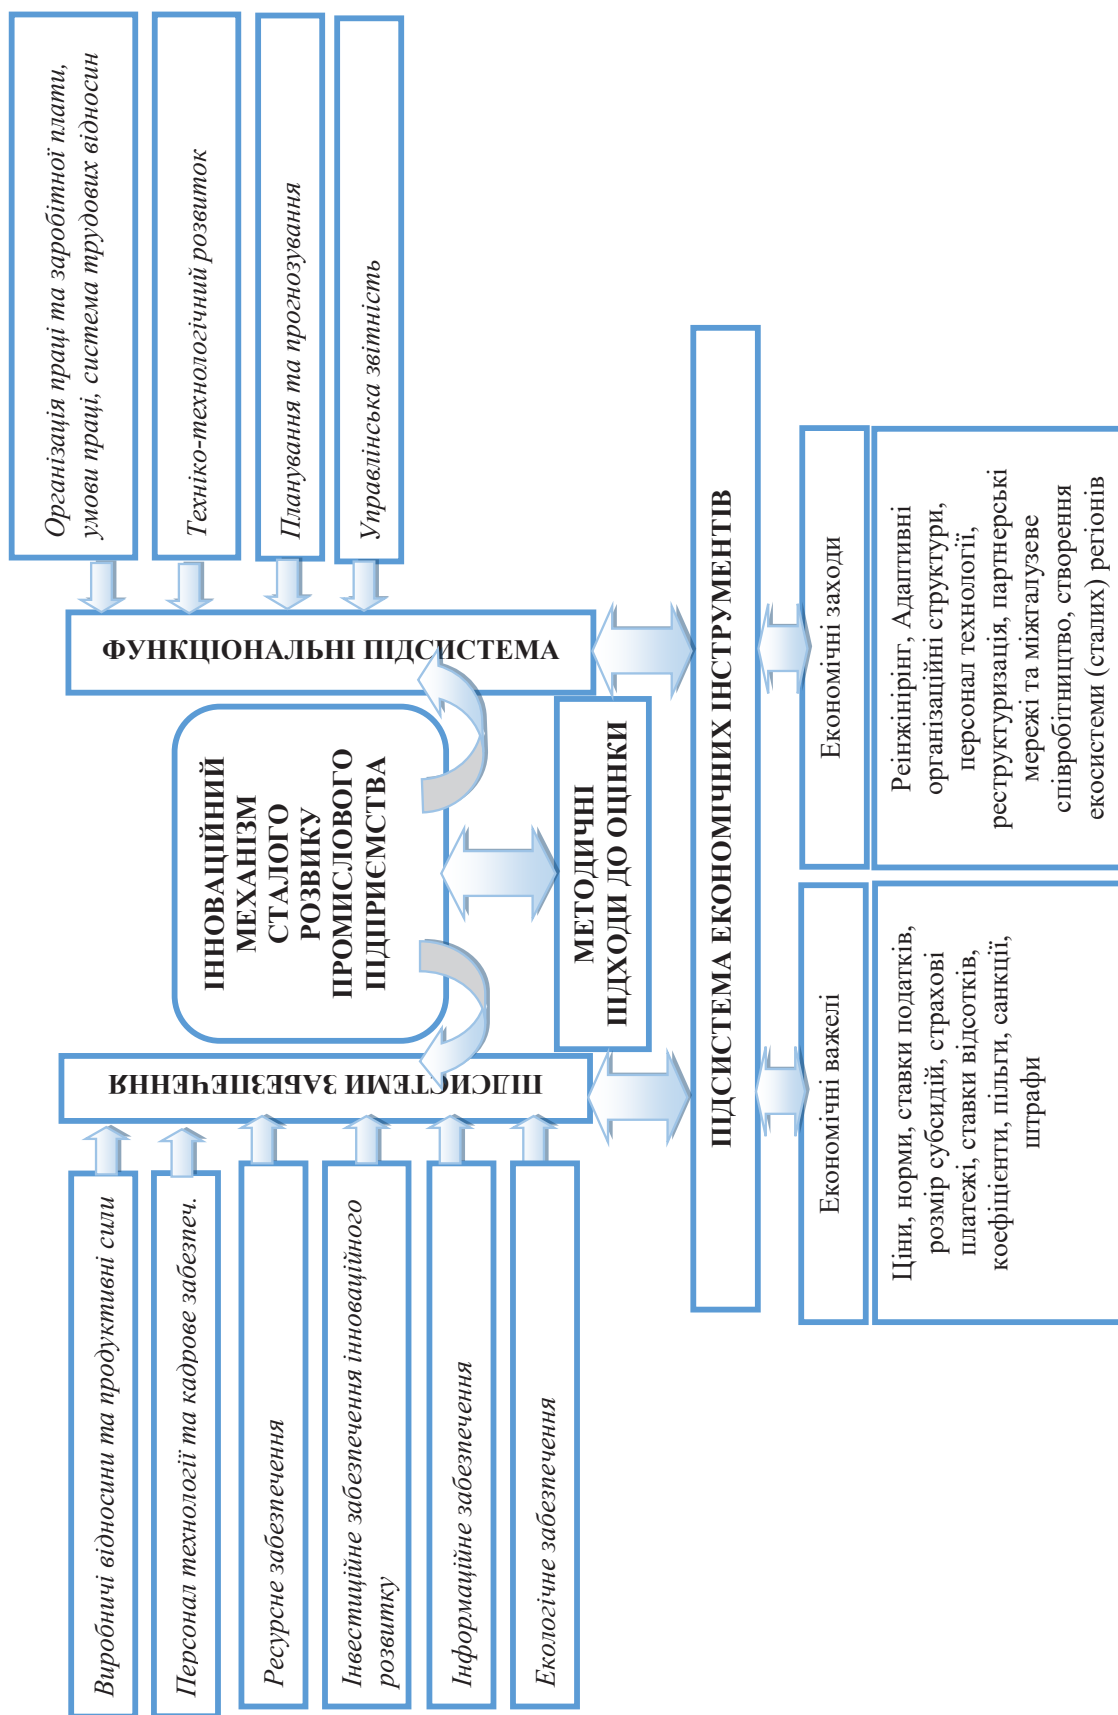 Виробничі відносини та продуктивні сили
Персонал технології та кадрове забезпеч.
Ресурсне забезпечення
Інвестиційне забезпечення інноваційного
розвитку
Інформаційне забезпечення
Екологічне забезпечення
ПІДСИСТЕМИ ЗАБЕЗПЕЧЕННЯ
ІННОВАЦІЙНИЙ
МЕХАНІЗМ
СТАЛОГО
РОЗВИКУ
ПРОМИСЛОВОГО
ПІДПРИЄМСТВА
МЕТОДИЧНІ
ПІДХОДИ ДО ОЦІНКИ
ФУНКЦІОНАЛЬНІ ПІДСИСТЕМА
Організація праці та заробітної плати,
умови праці, система трудових відносин
Техніко-технологічний розвиток
Планування та прогнозування
Управлінська звітність
ПІДСИСТЕМА ЕКОНОМІЧНИХ ІНСТРУМЕНТІВ
Економічні важелі
Ціни, норми, ставки податків,
розмір субсидій, страхові
платежі, ставки відсотків,
коефіцієнти, пільги, санкції,
штрафи
Економічні заходи
Реінжінірінг, Адаптивні
організаційні структури,
персонал технології,
реструктуризація, партнерські
мережі та міжгалузеве
співробітництво, створення
екосистеми (сталих) регіонів